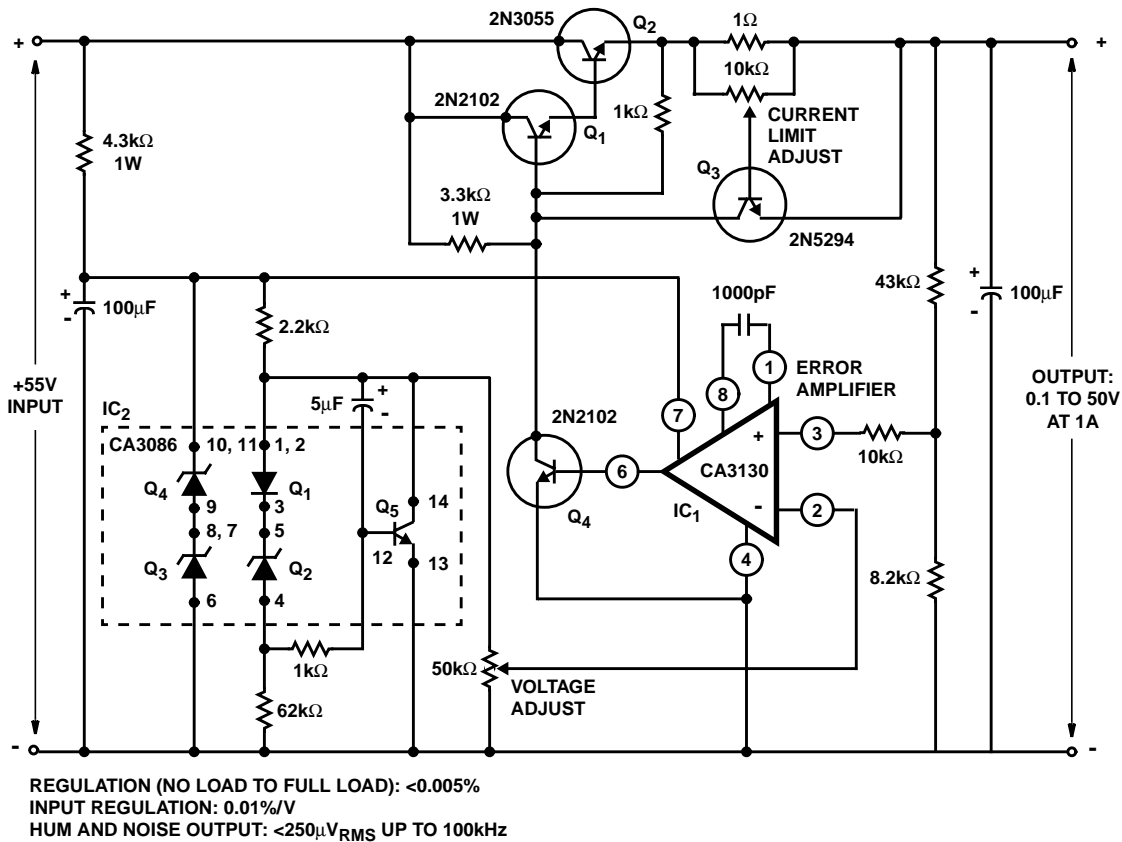 2N3055
Q2
1Ω
+
+
10kΩ
2N2102
Q1
1kΩ
CURRENT
LIMIT
ADJUST
4.3kΩ
1W
Q3
3.3kΩ
1W
2N5294
+
-
100μF
2.2kΩ
1000pF
43kΩ
+
-
100μF
+55V
INPUT
5μF
+
-
1
ERROR
AMPLIFIER
OUTPUT:
0.1 TO 50V
AT 1A
IC2
8
7
2N2102
CA3086
10, 11
1, 2
+
3
10kΩ
6
CA3130
Q4
Q1
Q5
14
9
3
Q4
IC1
-
2
8, 7
5
12
13
4
Q3
Q2
8.2kΩ
6
4
1kΩ
50kΩ
VOLTAGE
ADJUST
62kΩ
-
-
REGULATION (NO LOAD TO FULL LOAD): <0.005%
INPUT REGULATION: 0.01%/V
HUM AND NOISE OUTPUT: <250μVRMS UP TO 100kHz